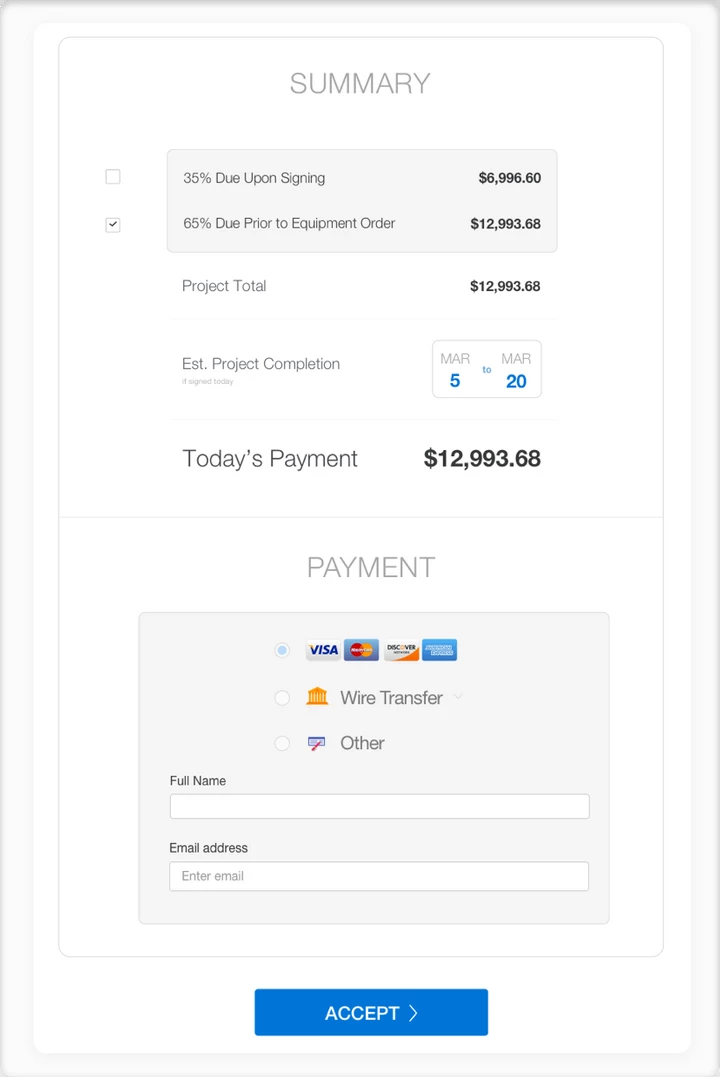 SUMMARY
35% Due Upon Signing $6,996.60
65% Due Prior to Equipment Order $12,993.68
Project Total $12,993.68
Est. Project Completion
if signed today
MAR 5 to MAR 20
Today’s Payment $12,993.68
PAYMENT
VISA MasterCard DISCOVER NETWORK AMERICAN EXPRESS
Wire Transfer
Other
Full Name
Email address
Enter email
ACCEPT